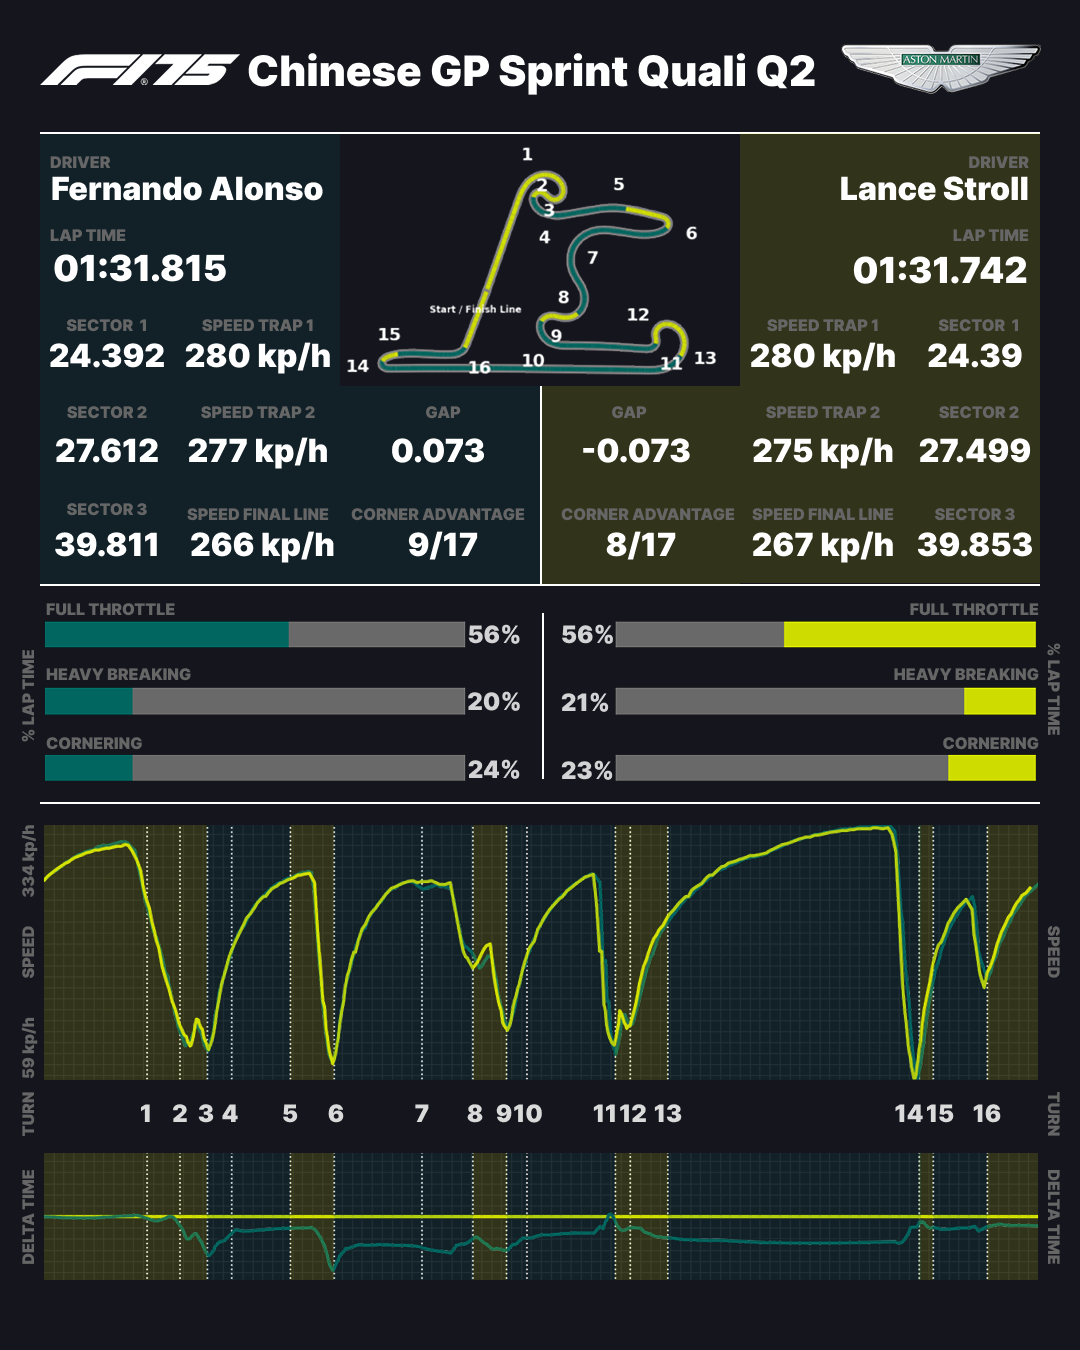 F1.75 Chinese GP Sprint Quali Q2
ASTON MARTIN
DRIVER
Fernando Alonso
LAP TIME
01:31.815
SECTOR 1 SPEED TRAP 1
24.392 280 kp/h
1
2
3
4
5
6
7
8
9
10
11
12
13
14
15
16
Start / Finish Line
DRIVER
Lance Stroll
LAP TIME
01:31.742
SPEED TRAP 1 SECTOR 1
280 kp/h 24.39
SECTOR 2 SPEED TRAP 2 GAP
27.612 277 kp/h 0.073
SECTOR 3 SPEED FINAL LINE CORNER ADVANTAGE
39.811 266 kp/h 9/17
GAP SPEED TRAP 2 SECTOR 2
-0.073 275 kp/h 27.499
CORNER ADVANTAGE SPEED FINAL LINE SECTOR 3
8/17 267 kp/h 39.853
% LAP TIME
FULL THROTTLE
56%
HEAVY BREAKING
20%
CORNERING
24%
FULL THROTTLE
56%
HEAVY BREAKING
21%
CORNERING
23%
% LAP TIME
334 kp/h
SPEED
59 kp/h
SPEED
TURN
1 2 3 4 5 6 7 8 9 10 11 12 13 14 15 16
TURN
DELTA TIME
DELTA TIME